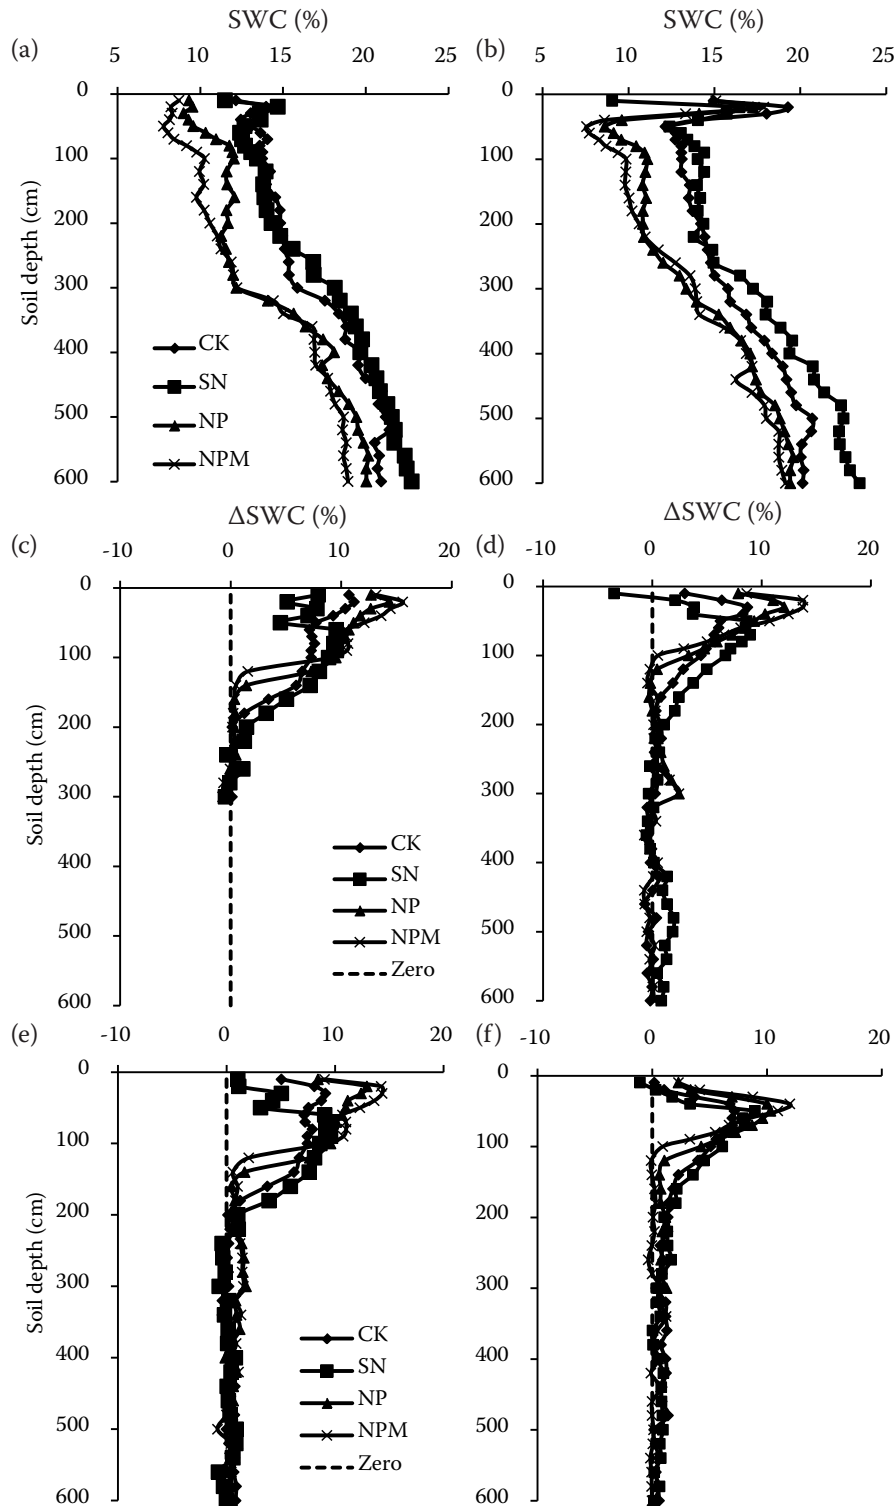 SWC (%)
SWC (%)
(a)
5 10 15 20 25
(b)
5 10 15 20 25
0
100
200
300
400
500
600
Soil depth (cm)
CK
SN
NP
NPM
0
100
200
300
400
500
600
ΔSWC (%)
ΔSWC (%)
(c)
-10 0 10 20
(d)
-10 0 10 20
0
100
200
300
400
500
600
Soil depth (cm)
CK
SN
NP
NPM
Zero
0
100
200
300
400
500
600
(e)
-10 0 10 20
(f)
-10 0 10 20
0
100
200
300
400
500
600
Soil depth (cm)
CK
SN
NP
NPM
Zero
0
100
200
300
400
500
600